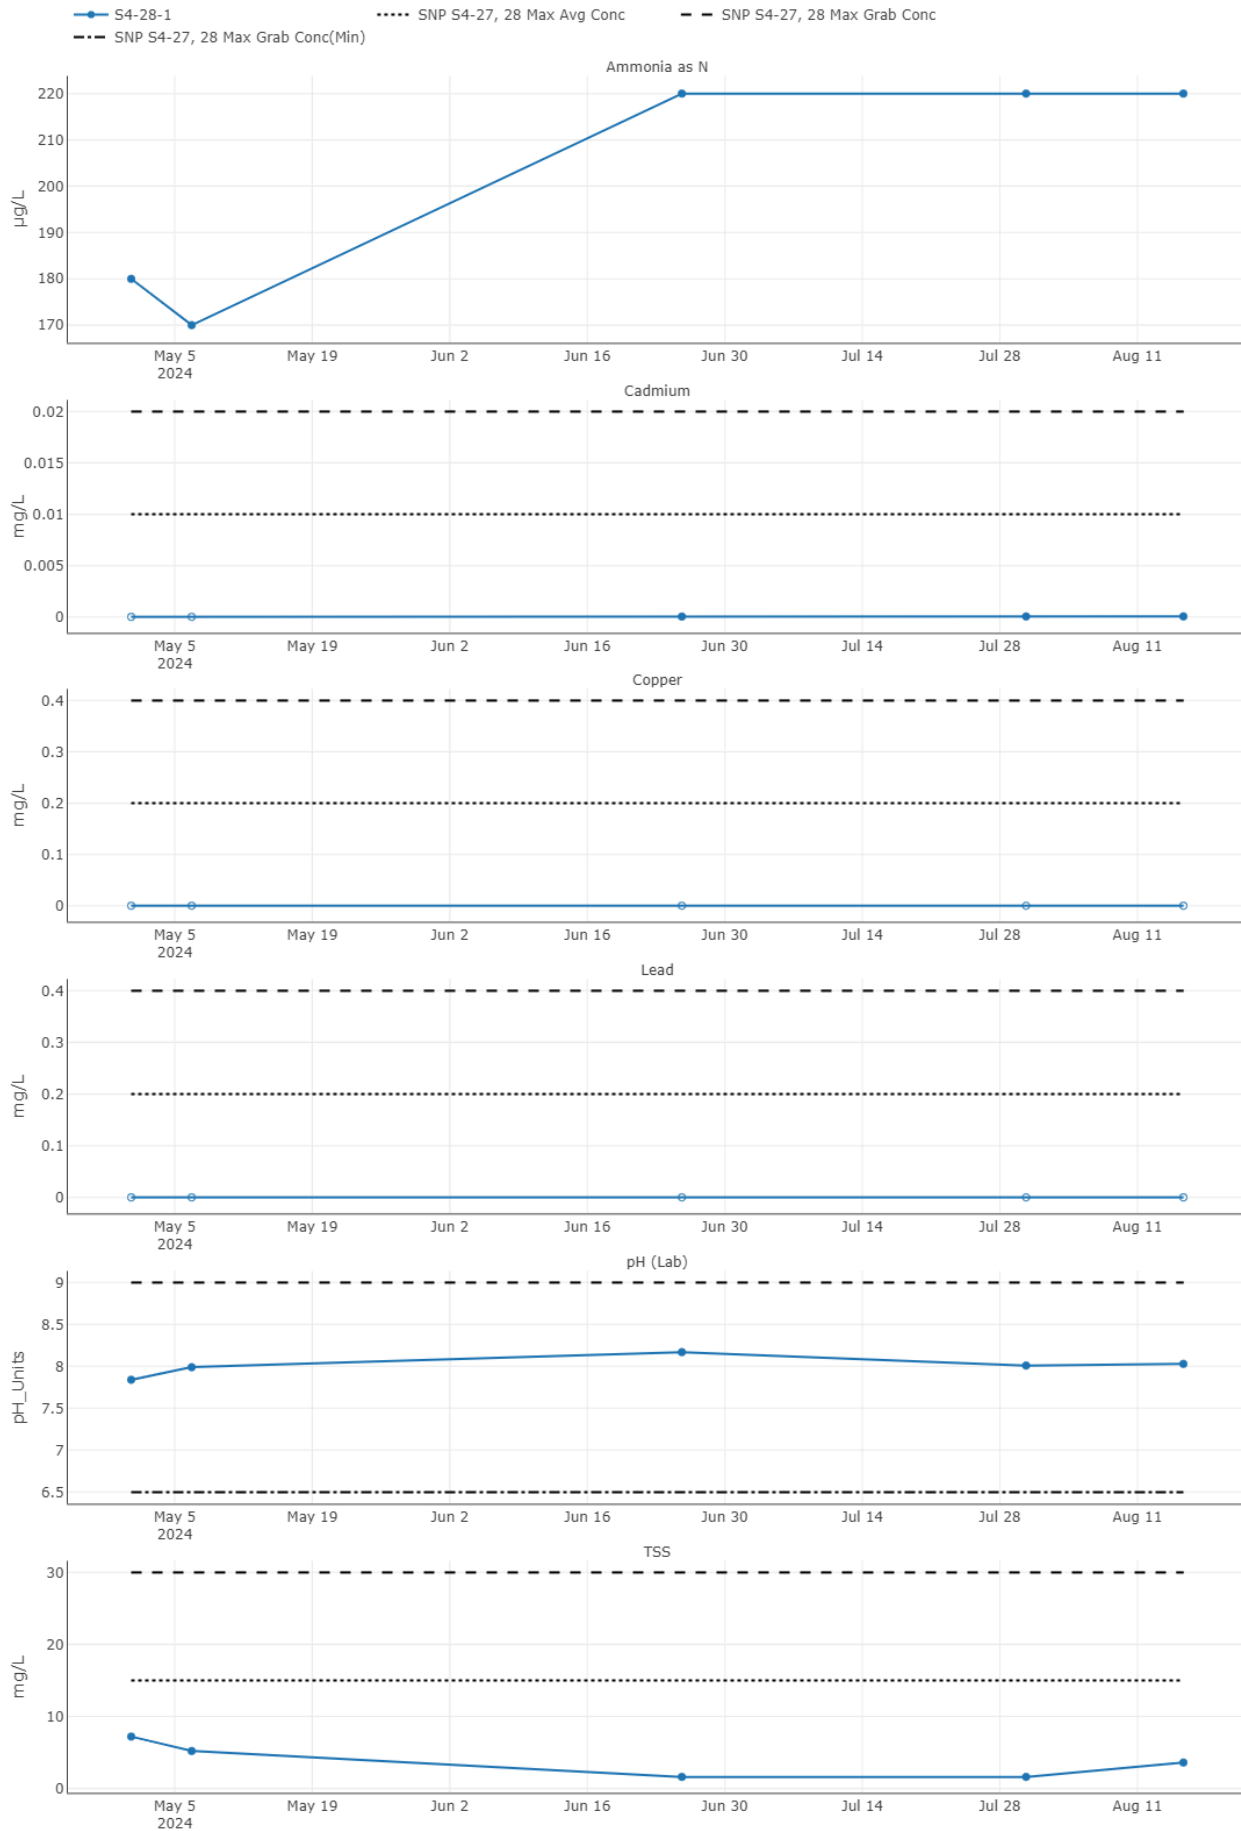 S4-28-1 SNP S4-27, 28 Max Avg Conc SNP S4-27, 28 Max Grab Conc
SNP S4-27, 28 Max Grab Conc(Min)
Ammonia as N
220
210
200
190
180
170
µg/L
May 5 May 19 Jun 2 Jun 16 Jun 30 Jul 14 Jul 28 Aug 11
2024
Cadmium
0.02
0.015
0.01
0.005
0
mg/L
May 5 May 19 Jun 2 Jun 16 Jun 30 Jul 14 Jul 28 Aug 11
2024
Copper
0.4
0.3
0.2
0.1
0
mg/L
May 5 May 19 Jun 2 Jun 16 Jun 30 Jul 14 Jul 28 Aug 11
2024
Lead
0.4
0.3
0.2
0.1
0
mg/L
May 5 May 19 Jun 2 Jun 16 Jun 30 Jul 14 Jul 28 Aug 11
2024
pH (Lab)
9
8.5
8
7.5
7
6.5
pH_Units
May 5 May 19 Jun 2 Jun 16 Jun 30 Jul 14 Jul 28 Aug 11
2024
TSS
30
20
10
0
mg/L
May 5 May 19 Jun 2 Jun 16 Jun 30 Jul 14 Jul 28 Aug 11
2024